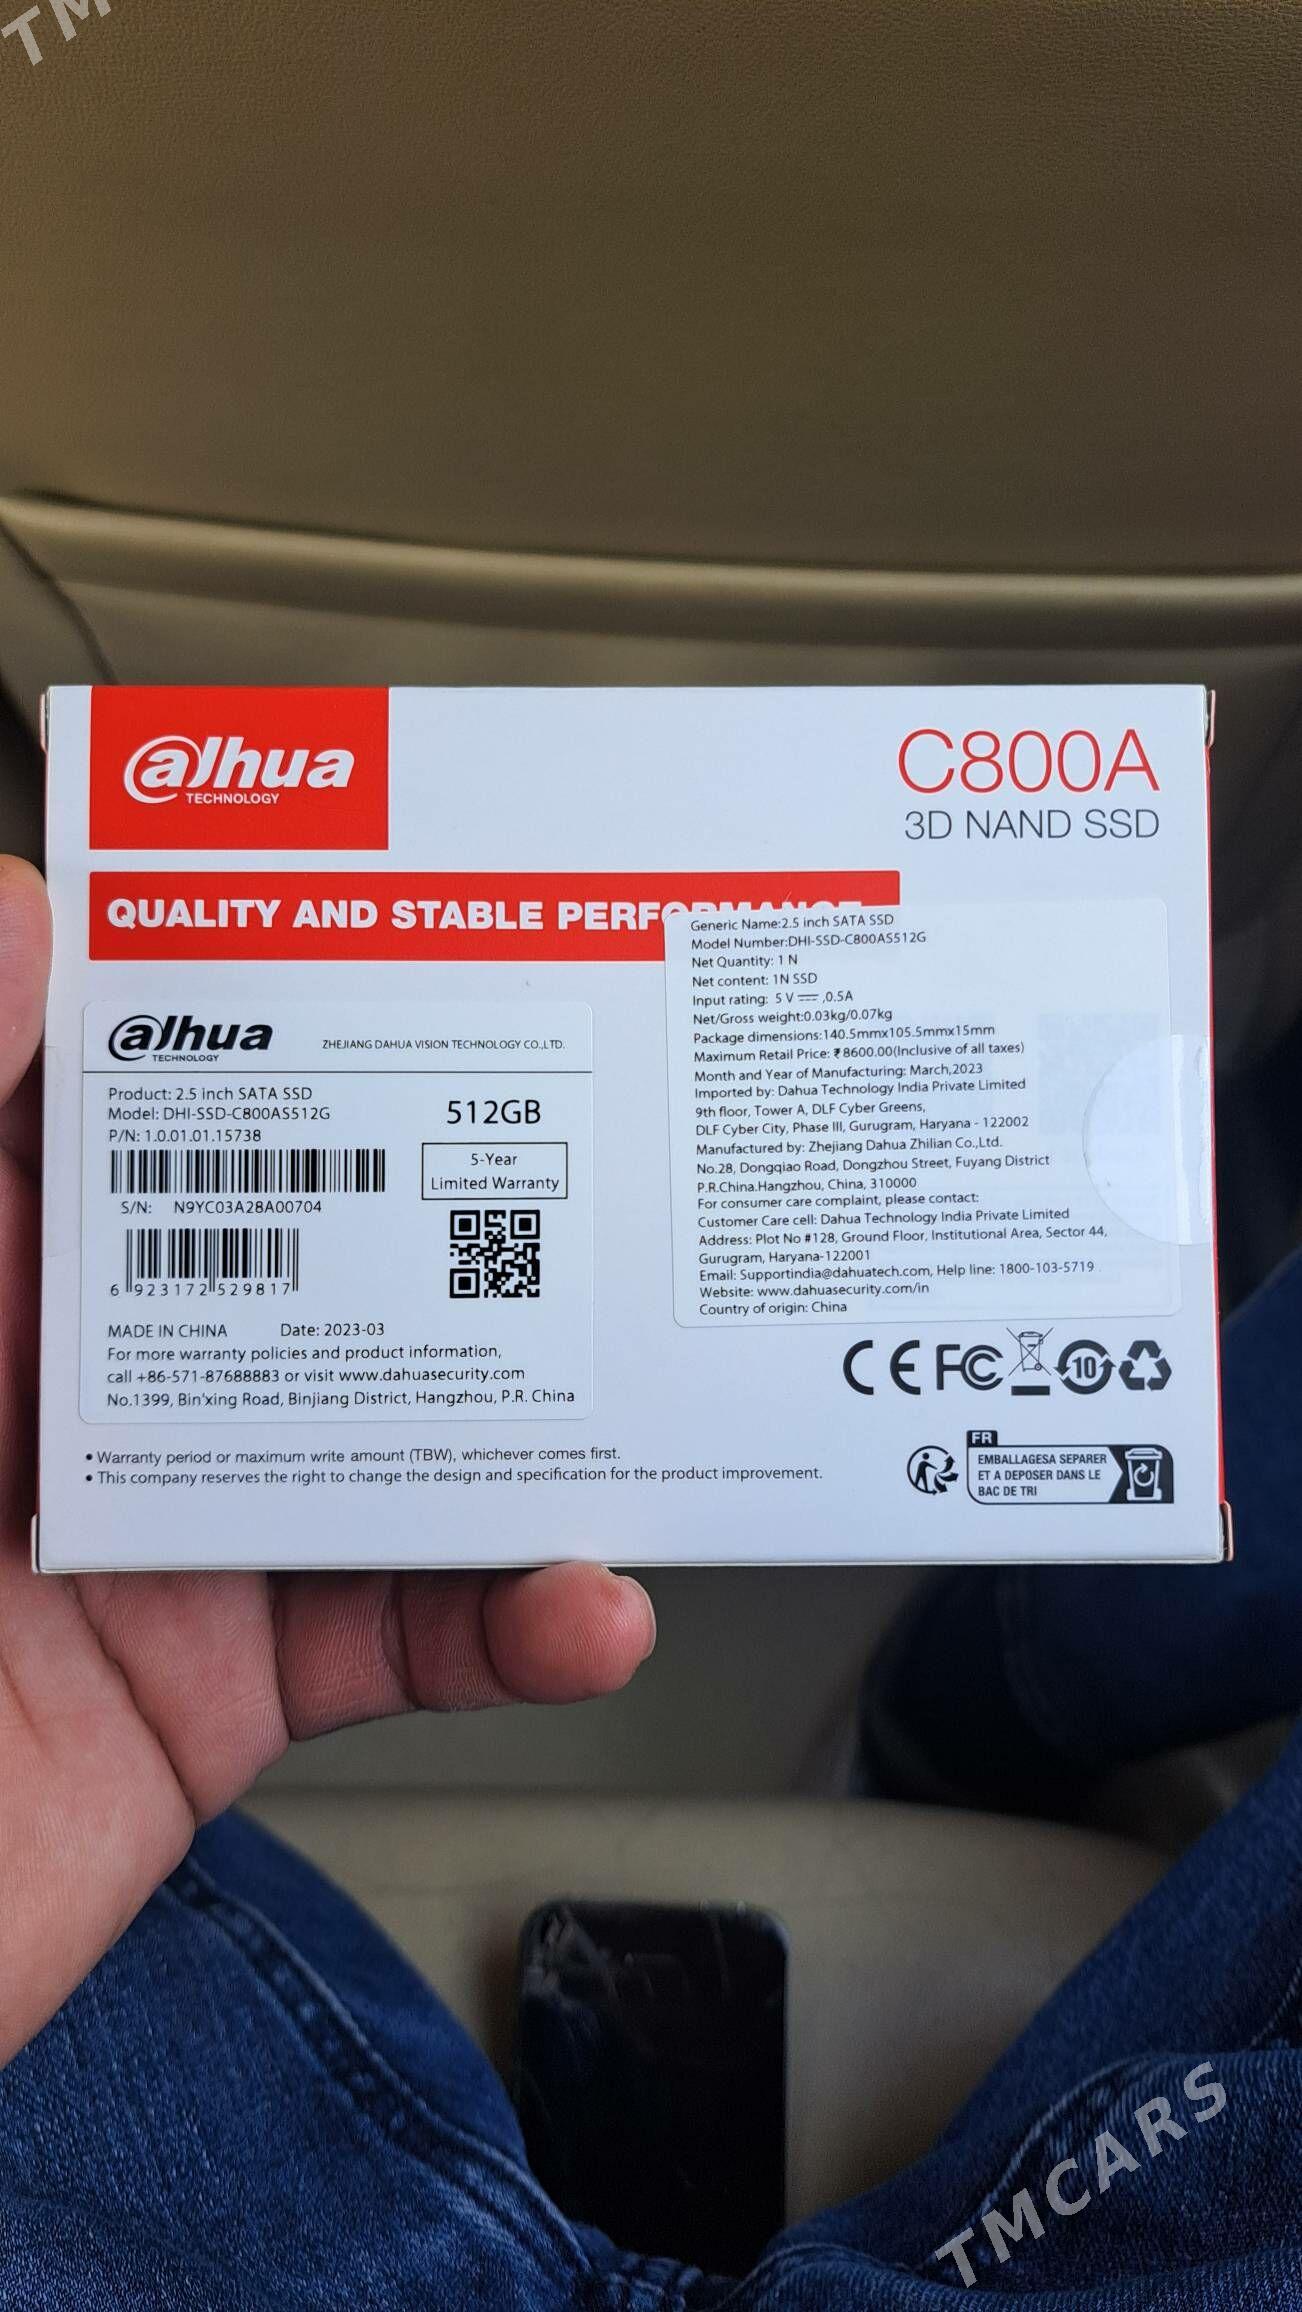 TM
alhua
TECHNOLOGY
C800A
3D NAND SSD
QUALITY AND STABLE PERFORMANCE
Generic Name:2.5 inch SATA SSD
Model Number:DHI-SSD-C800AS512G
Net Quantity: 1 N
Net content: 1N SSD
Input rating: 5 V ⎓ ,0.5A
Net/Gross weight:0.03kg/0.07kg
Package dimensions:140.5mmx105.5mmx15mm
Maximum Retail Price: ₹8600.00(Inclusive of all taxes)
Month and Year of Manufacturing: March,2023
Imported by: Dahua Technology India Private Limited
9th floor, Tower A, DLF Cyber Greens,
DLF Cyber City, Phase III, Gurugram, Haryana - 122002
Manufactured by: Zhejiang Dahua Zhilian Co.,Ltd.
No.28, Dongqiao Road, Dongzhou Street, Fuyang District
P.R.China.Hangzhou, China, 310000
For consumer care complaint, please contact:
Customer Care cell: Dahua Technology India Private Limited
Address: Plot No #128, Ground Floor, Institutional Area, Sector 44,
Gurugram, Haryana-122001
Email: Supportindia@dahuatech.com, Help line: 1800-103-5719
Website: www.dahuasecurity.com/in
Country of origin: China
alhua
TECHNOLOGY
ZHEJIANG DAHUA VISION TECHNOLOGY CO.,LTD.
Product: 2.5 inch SATA SSD
Model: DHI-SSD-C800AS512G
P/N: 1.0.01.01.15738
512GB
5-Year
Limited Warranty
S/N: N9YC03A28A00704
6 923172 529817
MADE IN CHINA Date: 2023-03
For more warranty policies and product information,
call +86-571-87688883 or visit www.dahuasecurity.com
No.1399, Bin'xing Road, Binjiang District, Hangzhou, P.R. China
CE FC 10
• Warranty period or maximum write amount (TBW), whichever comes first.
• This company reserves the right to change the design and specification for the product improvement.
FR
EMBALLAGESA SEPARER
ET A DEPOSER DANS LE
BAC DE TRI
TMCARS